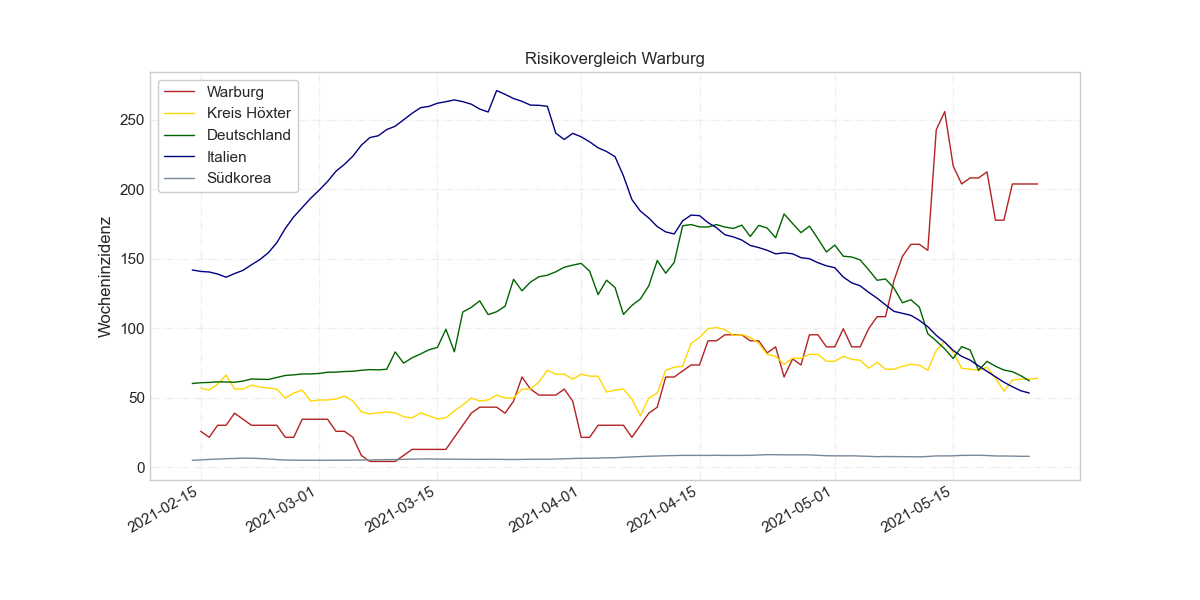 Risikovergleich Warburg
Warburg
Kreis Höxter
Deutschland
Italien
Südkorea
Wocheninzidenz
250
200
150
100
50
0
2021-02-15
2021-03-01
2021-03-15
2021-04-01
2021-04-15
2021-05-01
2021-05-15